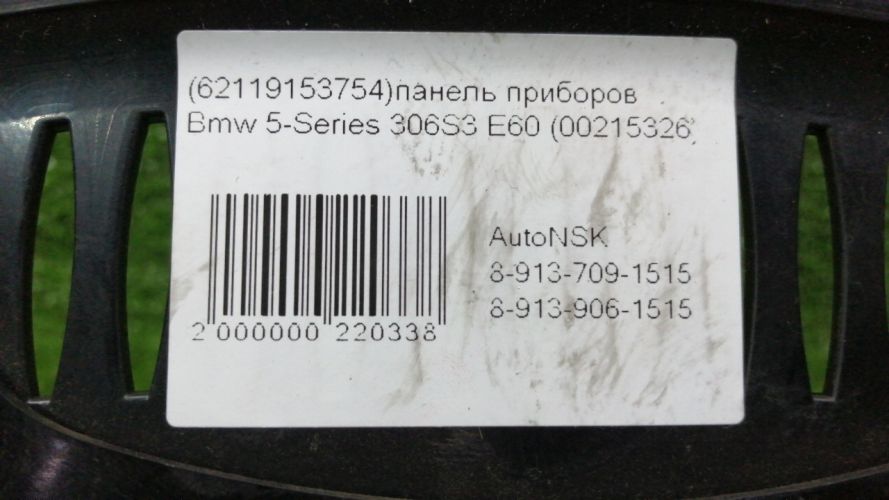 (62119153754)панель приборов
Bmw 5-Series 306S3 E60 (00215326)
AutoNSK
8-913-709-1515
8-913-906-1515
2 000000 220338